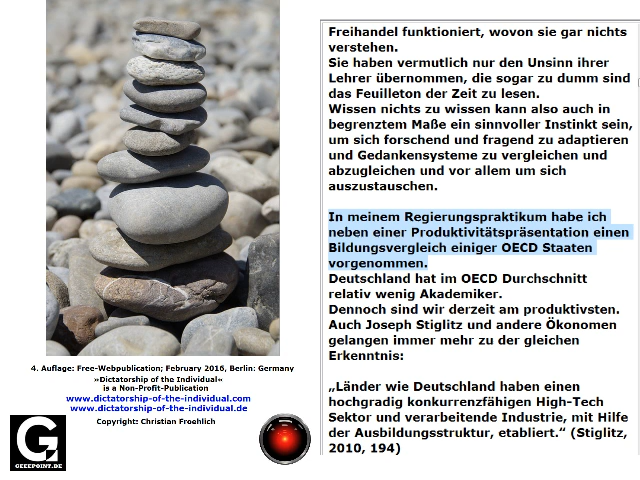 4. Auflage: Free-Webpublication; February 2016, Berlin: Germany
»Dictatorship of the Individual«
is a Non-Profit-Publication
www.dictatorship-of-the-individual.com
www.dictatorship-of-the-individual.de
Copyright: Christian Froehlich
G
GEEEPOINT.DE
Freihandel funktioniert, wovon sie gar nichts
verstehen.
Sie haben vermutlich nur den Unsinn ihrer
Lehrer übernommen, die sogar zu dumm sind
das Feuilleton der Zeit zu lesen.
Wissen nichts zu wissen kann also auch in
begrenztem Maße ein sinnvoller Instinkt sein,
um sich forschend und fragend zu adaptieren
und Gedankensysteme zu vergleichen und
abzugleichen und vor allem um sich
auszustauschen.
In meinem Regierungspraktikum habe ich
neben einer Produktivitätspräsentation einen
Bildungsvergleich einiger OECD Staaten
vorgenommen.
Deutschland hat im OECD Durchschnitt
relativ wenig Akademiker.
Dennoch sind wir derzeit am produktivsten.
Auch Joseph Stiglitz und andere Ökonomen
gelangen immer mehr zu der gleichen
Erkenntnis:
„Länder wie Deutschland haben einen
hochgradig konkurrenzfähigen High-Tech
Sektor und verarbeitende Industrie, mit Hilfe
der Ausbildungsstruktur, etabliert.“ (Stiglitz,
2010, 194)